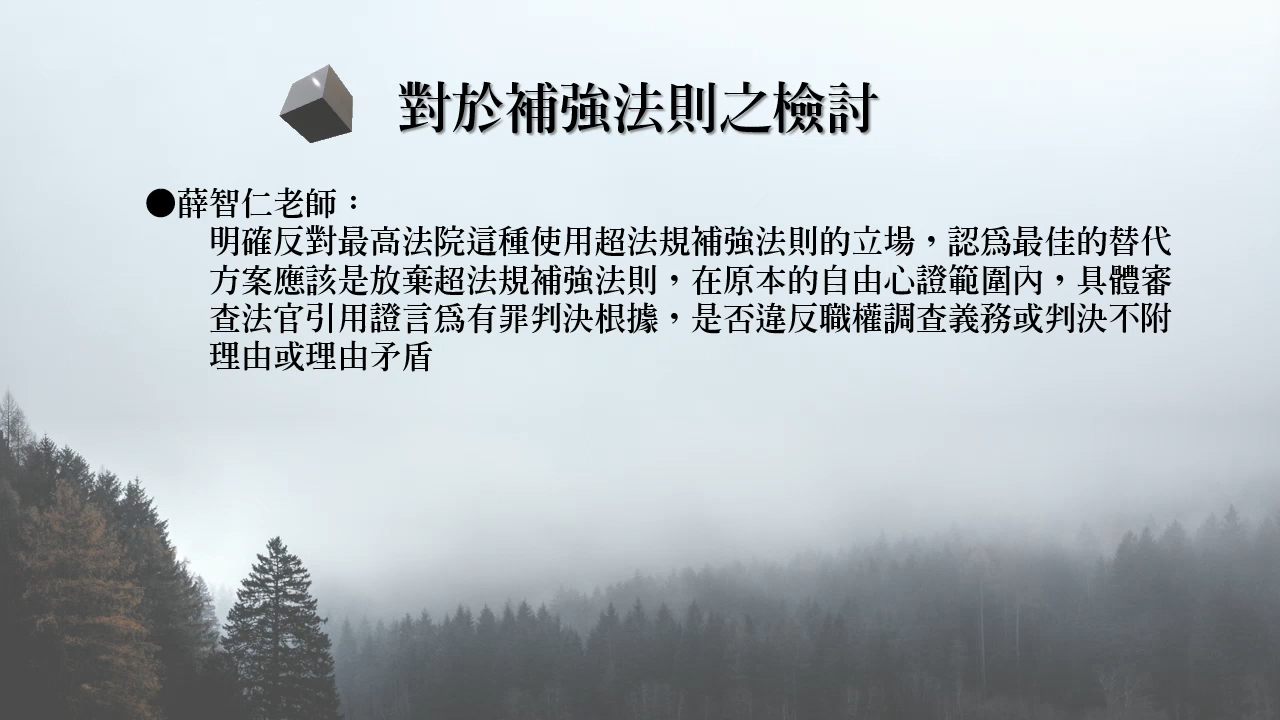 對於補強法則之檢討
●薛智仁老師：
明確反對最高法院這種使用超法規補強法則的立場，認為最佳的替代
方案應該是放棄超法規補強法則，在原本的自由心證範圍內，具體審
查法官引用證言為有罪判決根據，是否違反職權調查義務或判決不附
理由或理由矛盾